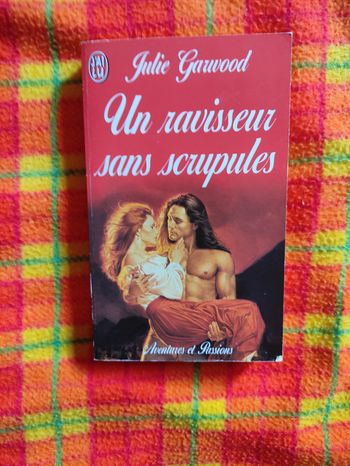 J'AI
LU
Julie Garwood
Un ravisseur
sans scrupules
Aventures et Passions